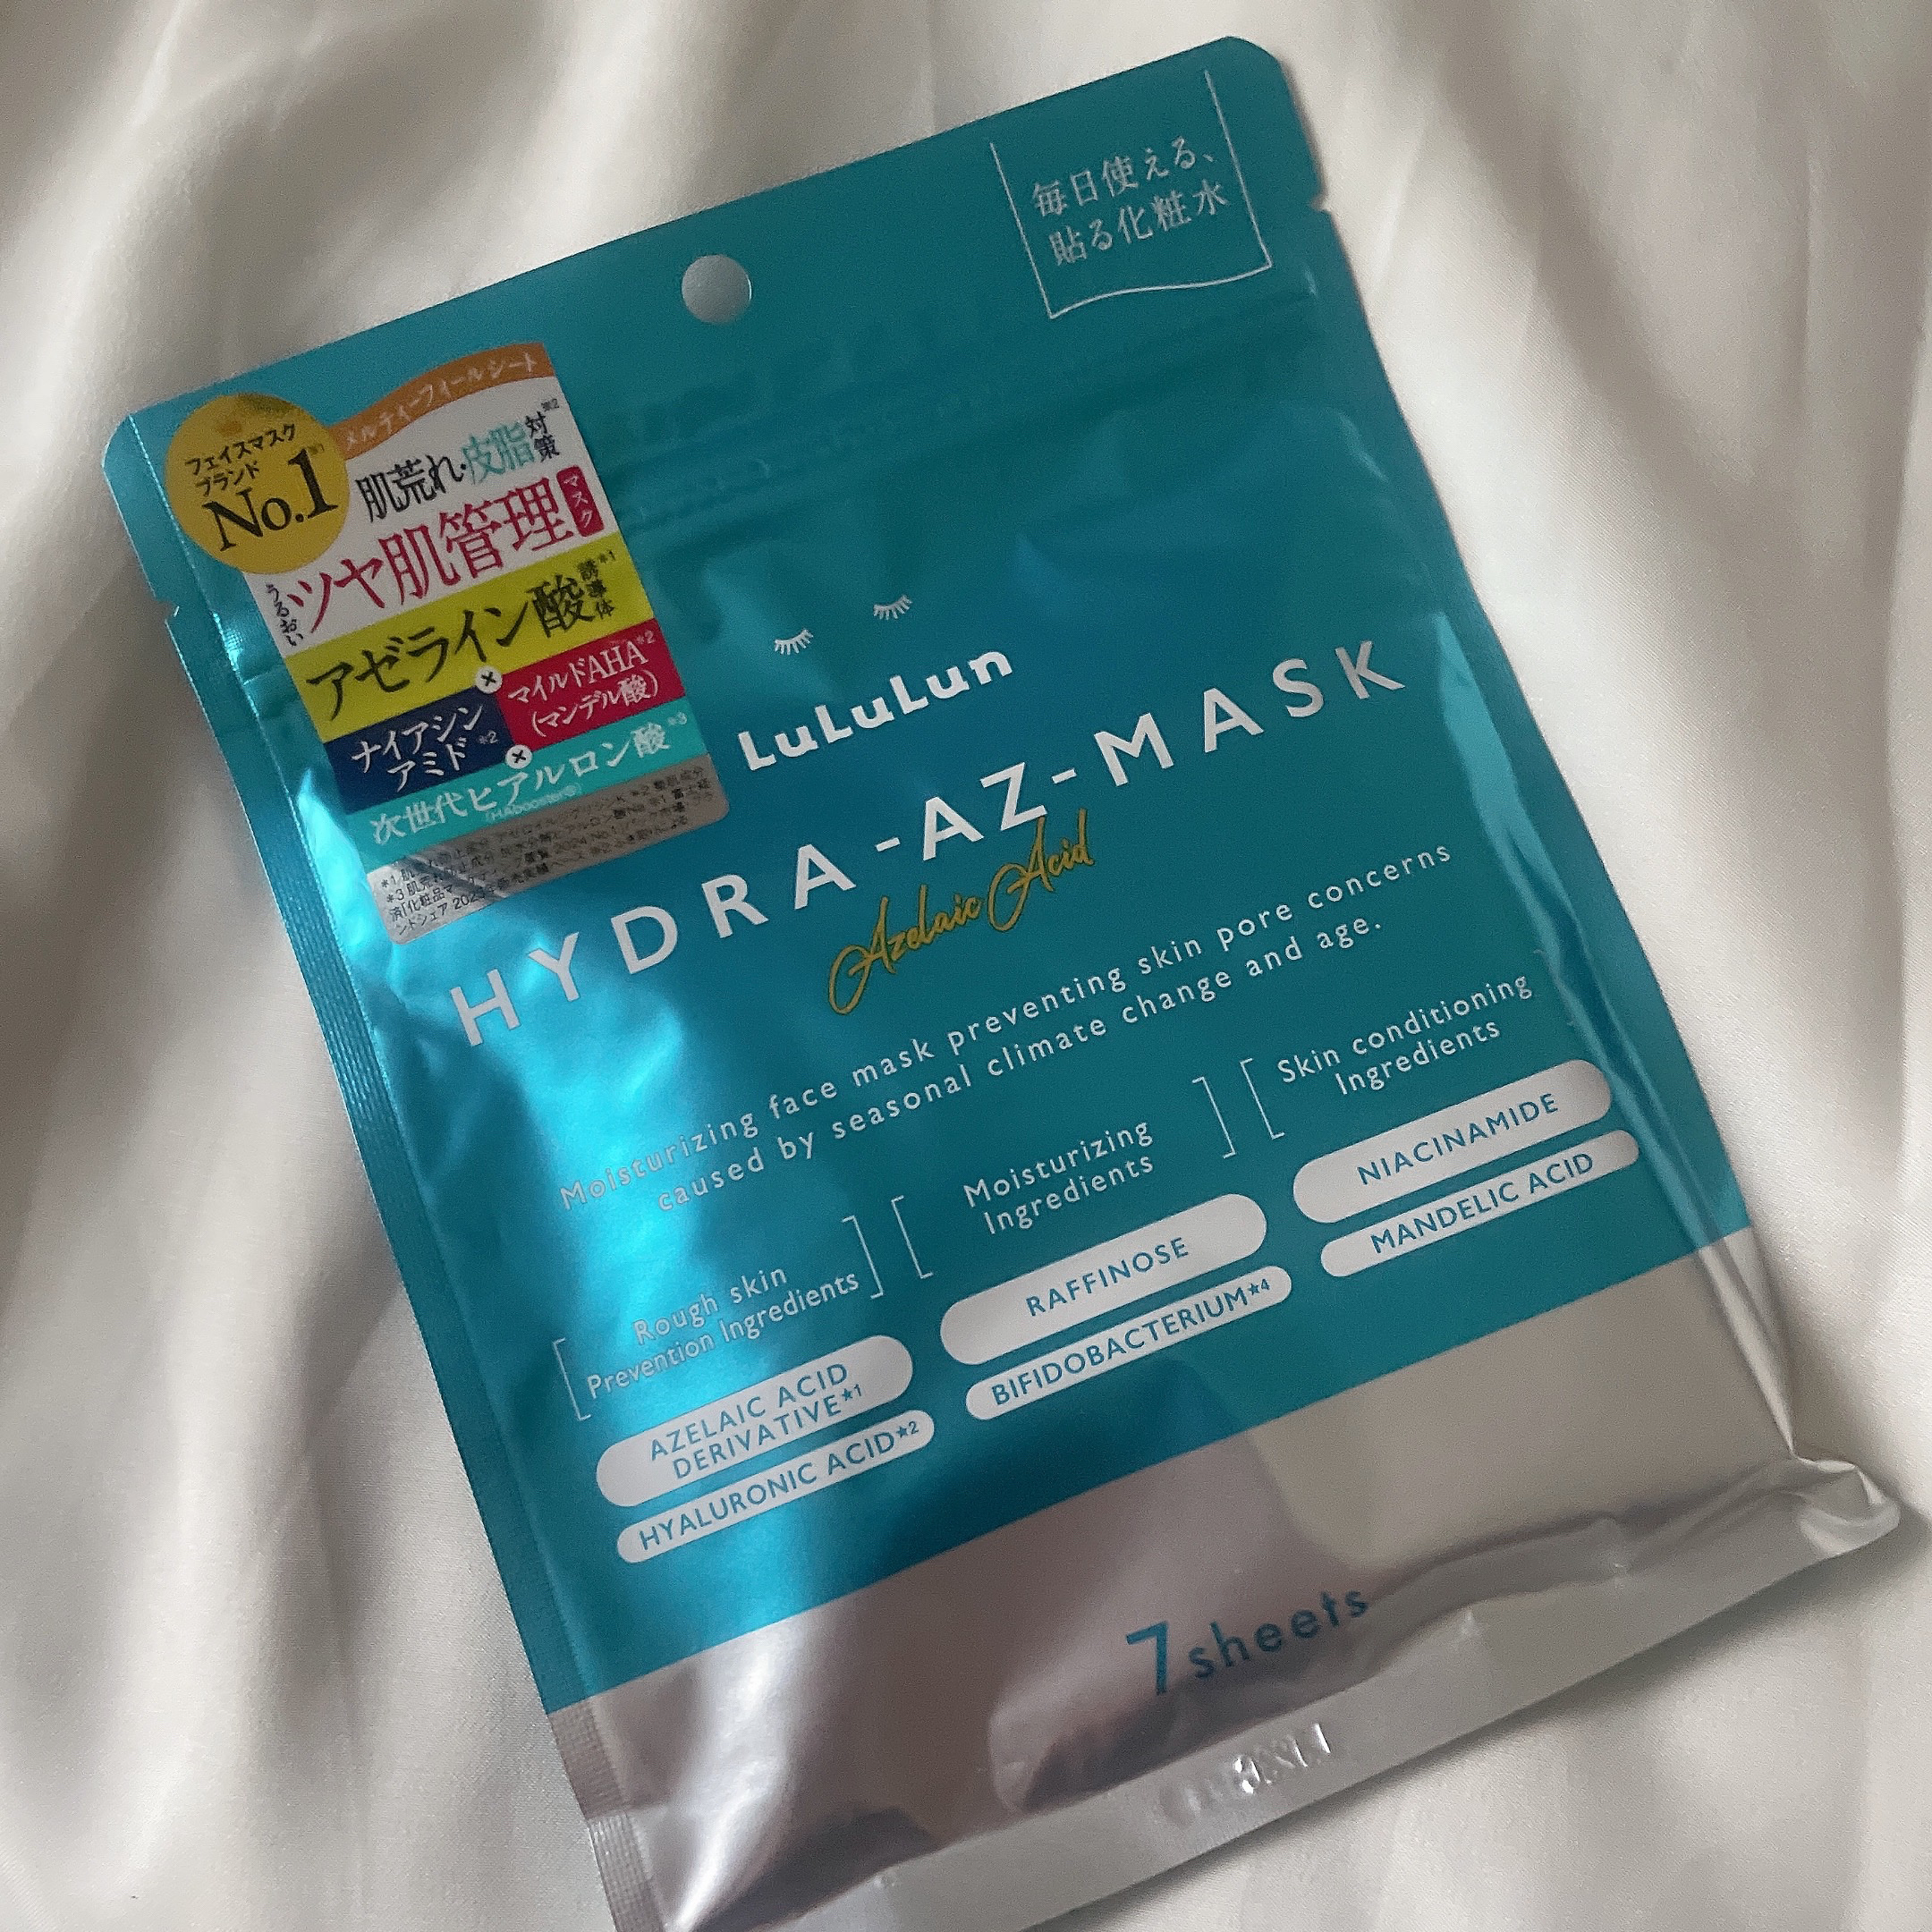 毎日使える、
貼る化粧水
メルティーフィールシート
フェイスマスク
ブランド
No.1
肌荒れ・皮脂対策
うるおいツヤ肌管理マスク
アゼライン酸誘導体*1
×
ナイアシン
アミド*2
マイルドAHA*2
(マンデル酸)
×
次世代ヒアルロン酸*3
LuLuLun
HYDRA-AZ-MASK
Azelaic Acid
Moisturizing face mask preventing skin pore concerns
caused by seasonal climate change and age.
Rough skin
Prevention Ingredients
AZELAIC ACID
DERIVATIVE★1
HYALURONIC ACID★2
Moisturizing
Ingredients
RAFFINOSE
BIFIDOBACTERIUM★4
Skin conditioning
Ingredients
NIACINAMIDE
MANDELIC ACID
7sheets